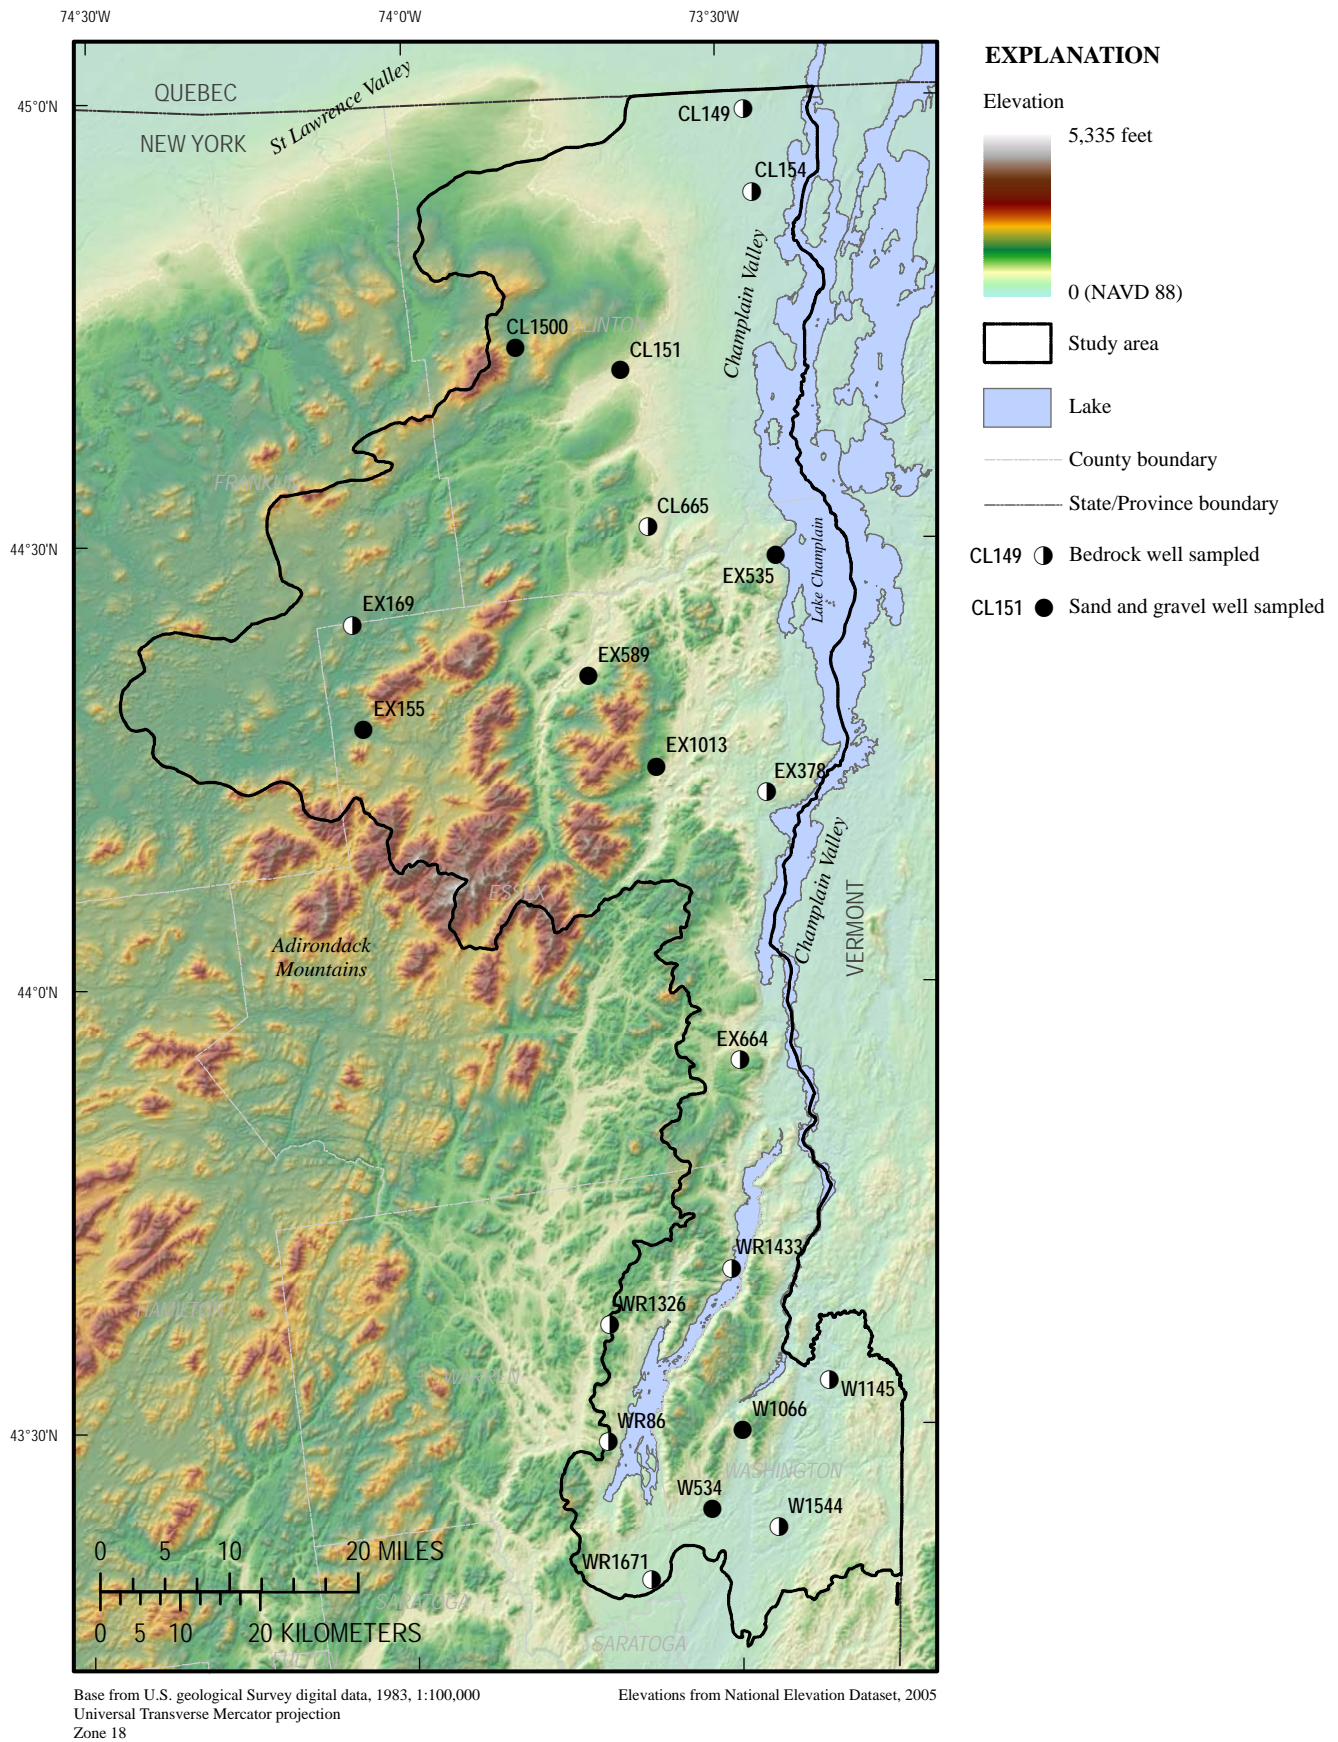 74°30'W
74°0'W
73°30'W
45°0'N
44°30'N
44°0'N
43°30'N
QUEBEC
NEW YORK
St Lawrence Valley
CL149
CL154
Champlain Valley
CL1500
CLINTON
CL151
FRANKLIN
CL665
EX535
Lake Champlain
EX169
EX589
EX155
EX1013
EX378
Champlain Valley
VERMONT
ESSEX
Adirondack
Mountains
EX664
WR1433
HAMILTON
WR1326
WARREN
W1145
W1066
WR86
WASHINGTON
W534
W1544
WR1671
0 5 10 20 MILES
SARATOGA
0 5 10 20 KILOMETERS
SARATOGA
FULTON
EXPLANATION
Elevation
5,335 feet
0 (NAVD 88)
Study area
Lake
County boundary
State/Province boundary
CL149 Bedrock well sampled
CL151 Sand and gravel well sampled
Base from U.S. geological Survey digital data, 1983, 1:100,000
Universal Transverse Mercator projection
Zone 18
Elevations from National Elevation Dataset, 2005